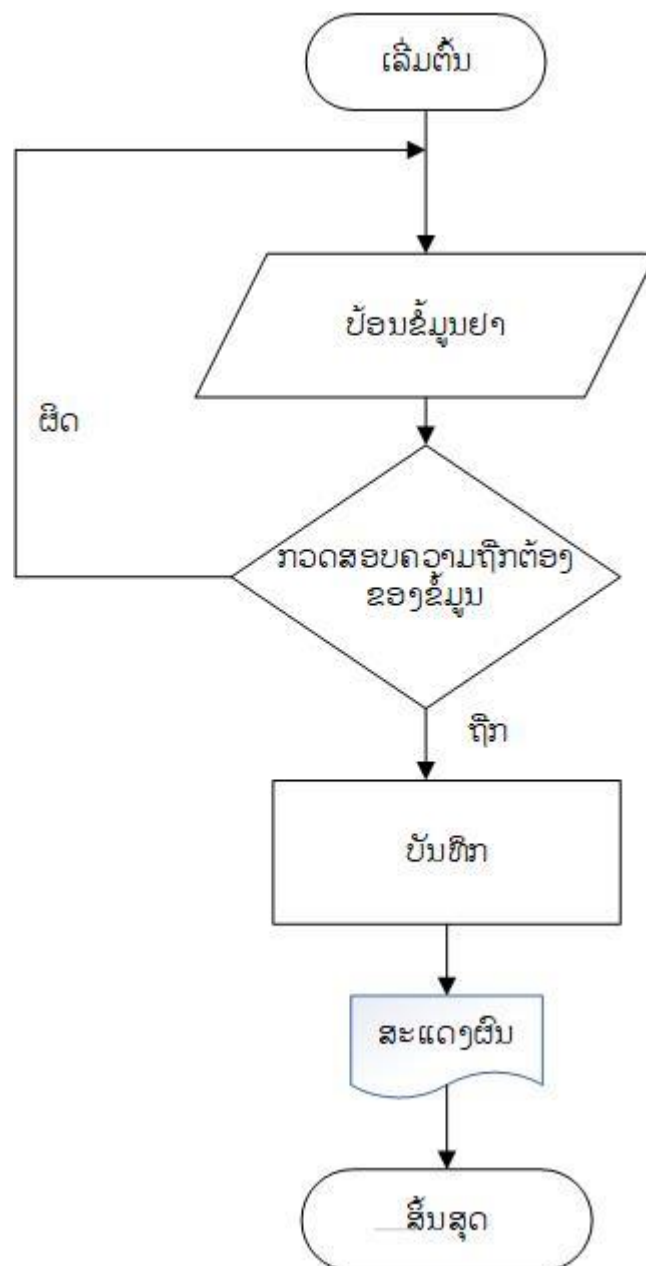 ເລີ່ມຕົ້ນ
ປ້ອນຂໍ້ມູນຢາ
ຜິດ
ກວດສອບຄວາມຖືກຕ້ອງ
ຂອງຂໍ້ມູນ
ຖືກ
ບັນທຶກ
ສະແດງຜົນ
ສິ້ນສຸດ